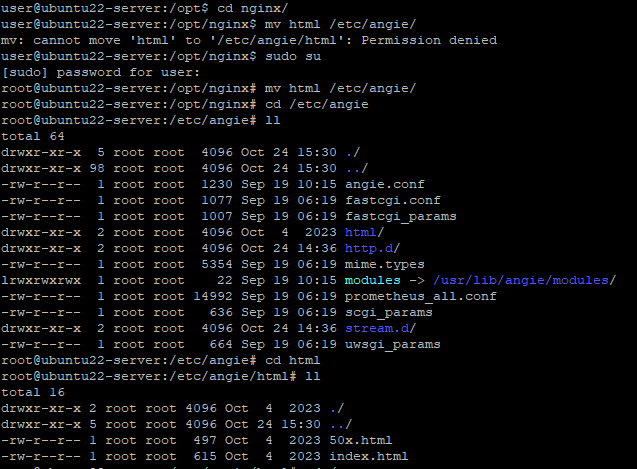 user@ubuntu22-server:/opt$ cd nginx/
user@ubuntu22-server:/opt/nginx$ mv html /etc/angie/
mv: cannot move 'html' to '/etc/angie/html': Permission denied
user@ubuntu22-server:/opt/nginx$ sudo su
[sudo] password for user:
root@ubuntu22-server:/opt/nginx# mv html /etc/angie/
root@ubuntu22-server:/opt/nginx# cd /etc/angie
root@ubuntu22-server:/etc/angie# ll
total 64
drwxr-xr-x  5 root root  4096 Oct 24 15:30 ./
drwxr-xr-x 98 root root  4096 Oct 24 15:30 ../
-rw-r--r--  1 root root  1230 Sep 19 10:15 angie.conf
-rw-r--r--  1 root root  1077 Sep 19 06:19 fastcgi.conf
-rw-r--r--  1 root root  1007 Sep 19 06:19 fastcgi_params
drwxr-xr-x  2 root root  4096 Oct  4  2023 html/
drwxr-xr-x  2 root root  4096 Oct 24 14:36 http.d/
-rw-r--r--  1 root root  5354 Sep 19 06:19 mime.types
lrwxrwxrwx  1 root root    22 Sep 19 10:15 modules -> /usr/lib/angie/modules/
-rw-r--r--  1 root root 14992 Sep 19 06:19 prometheus_all.conf
-rw-r--r--  1 root root   636 Sep 19 06:19 scgi_params
drwxr-xr-x  2 root root  4096 Oct 24 14:36 stream.d/
-rw-r--r--  1 root root   664 Sep 19 06:19 uwsgi_params
root@ubuntu22-server:/etc/angie# cd html
root@ubuntu22-server:/etc/angie/html# ll
total 16
drwxr-xr-x 2 root root 4096 Oct  4  2023 ./
drwxr-xr-x 5 root root 4096 Oct 24 15:30 ../
-rw-r--r-- 1 root root  497 Oct  4  2023 50x.html
-rw-r--r-- 1 root root  615 Oct  4  2023 index.html